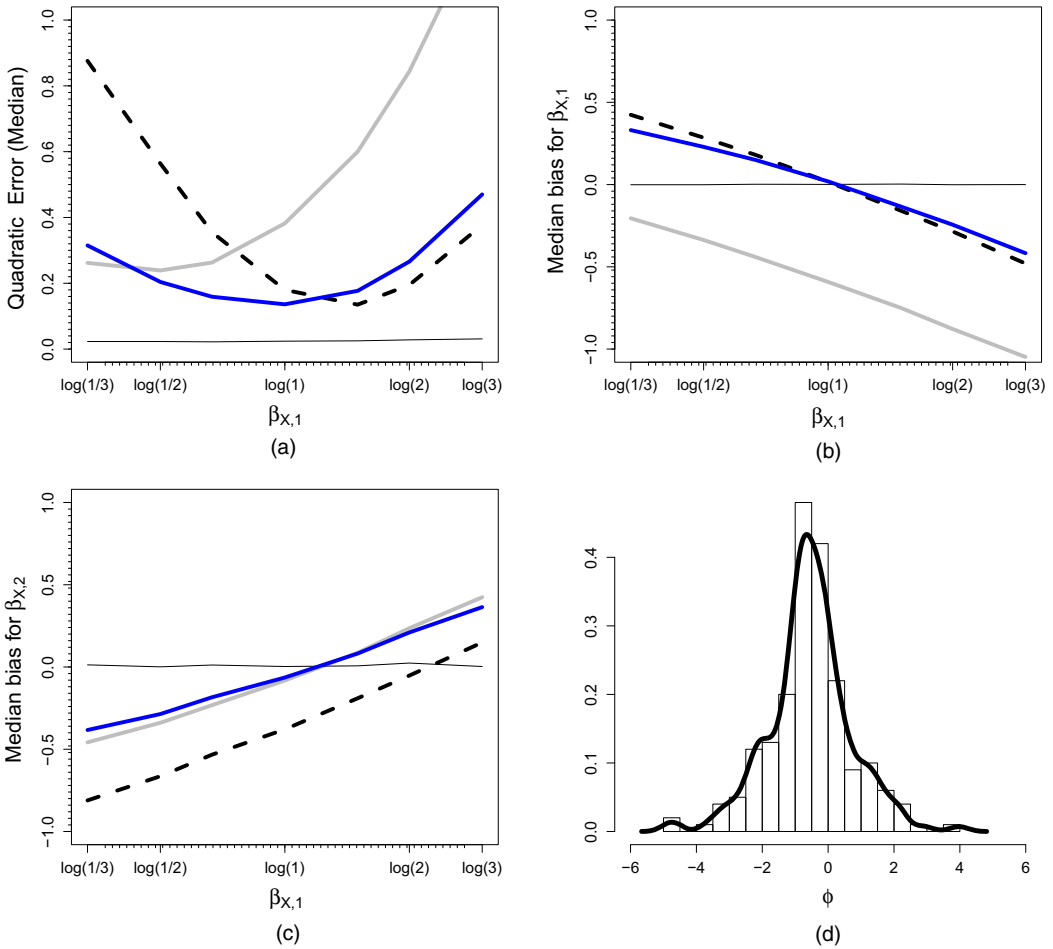 Quadratic Error (Median)
0.0 0.2 0.4 0.6 0.8 1.0
log(1/3) log(1/2) log(1) log(2) log(3)
βX,1
(a)
Median bias for βX,1
−1.0 −0.5 0.0 0.5 1.0
log(1/3) log(1/2) log(1) log(2) log(3)
βX,1
(b)
Median bias for βX,2
−1.0 −0.5 0.0 0.5 1.0
log(1/3) log(1/2) log(1) log(2) log(3)
βX,1
(c)
0.0 0.1 0.2 0.3 0.4
−6 −4 −2 0 2 4 6
ϕ
(d)